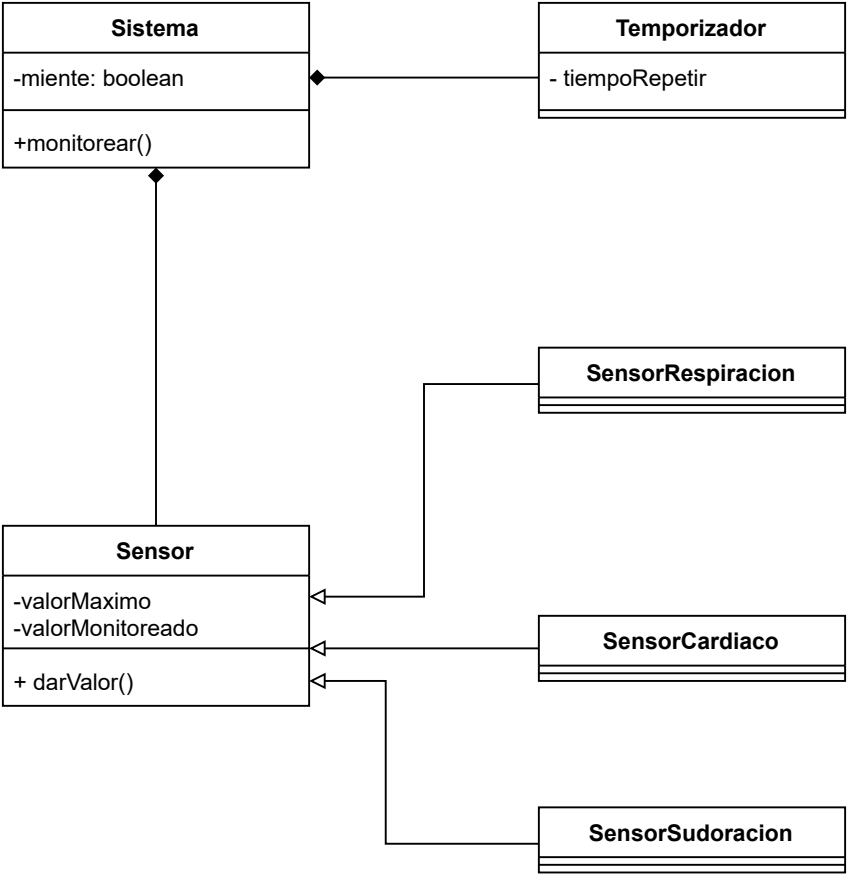 Sistema
-miente: boolean
+monitorear()
Temporizador
- tiempoRepetir
SensorRespiracion
Sensor
-valorMaximo
-valorMonitoreado
+ darValor()
SensorCardiaco
SensorSudoracion